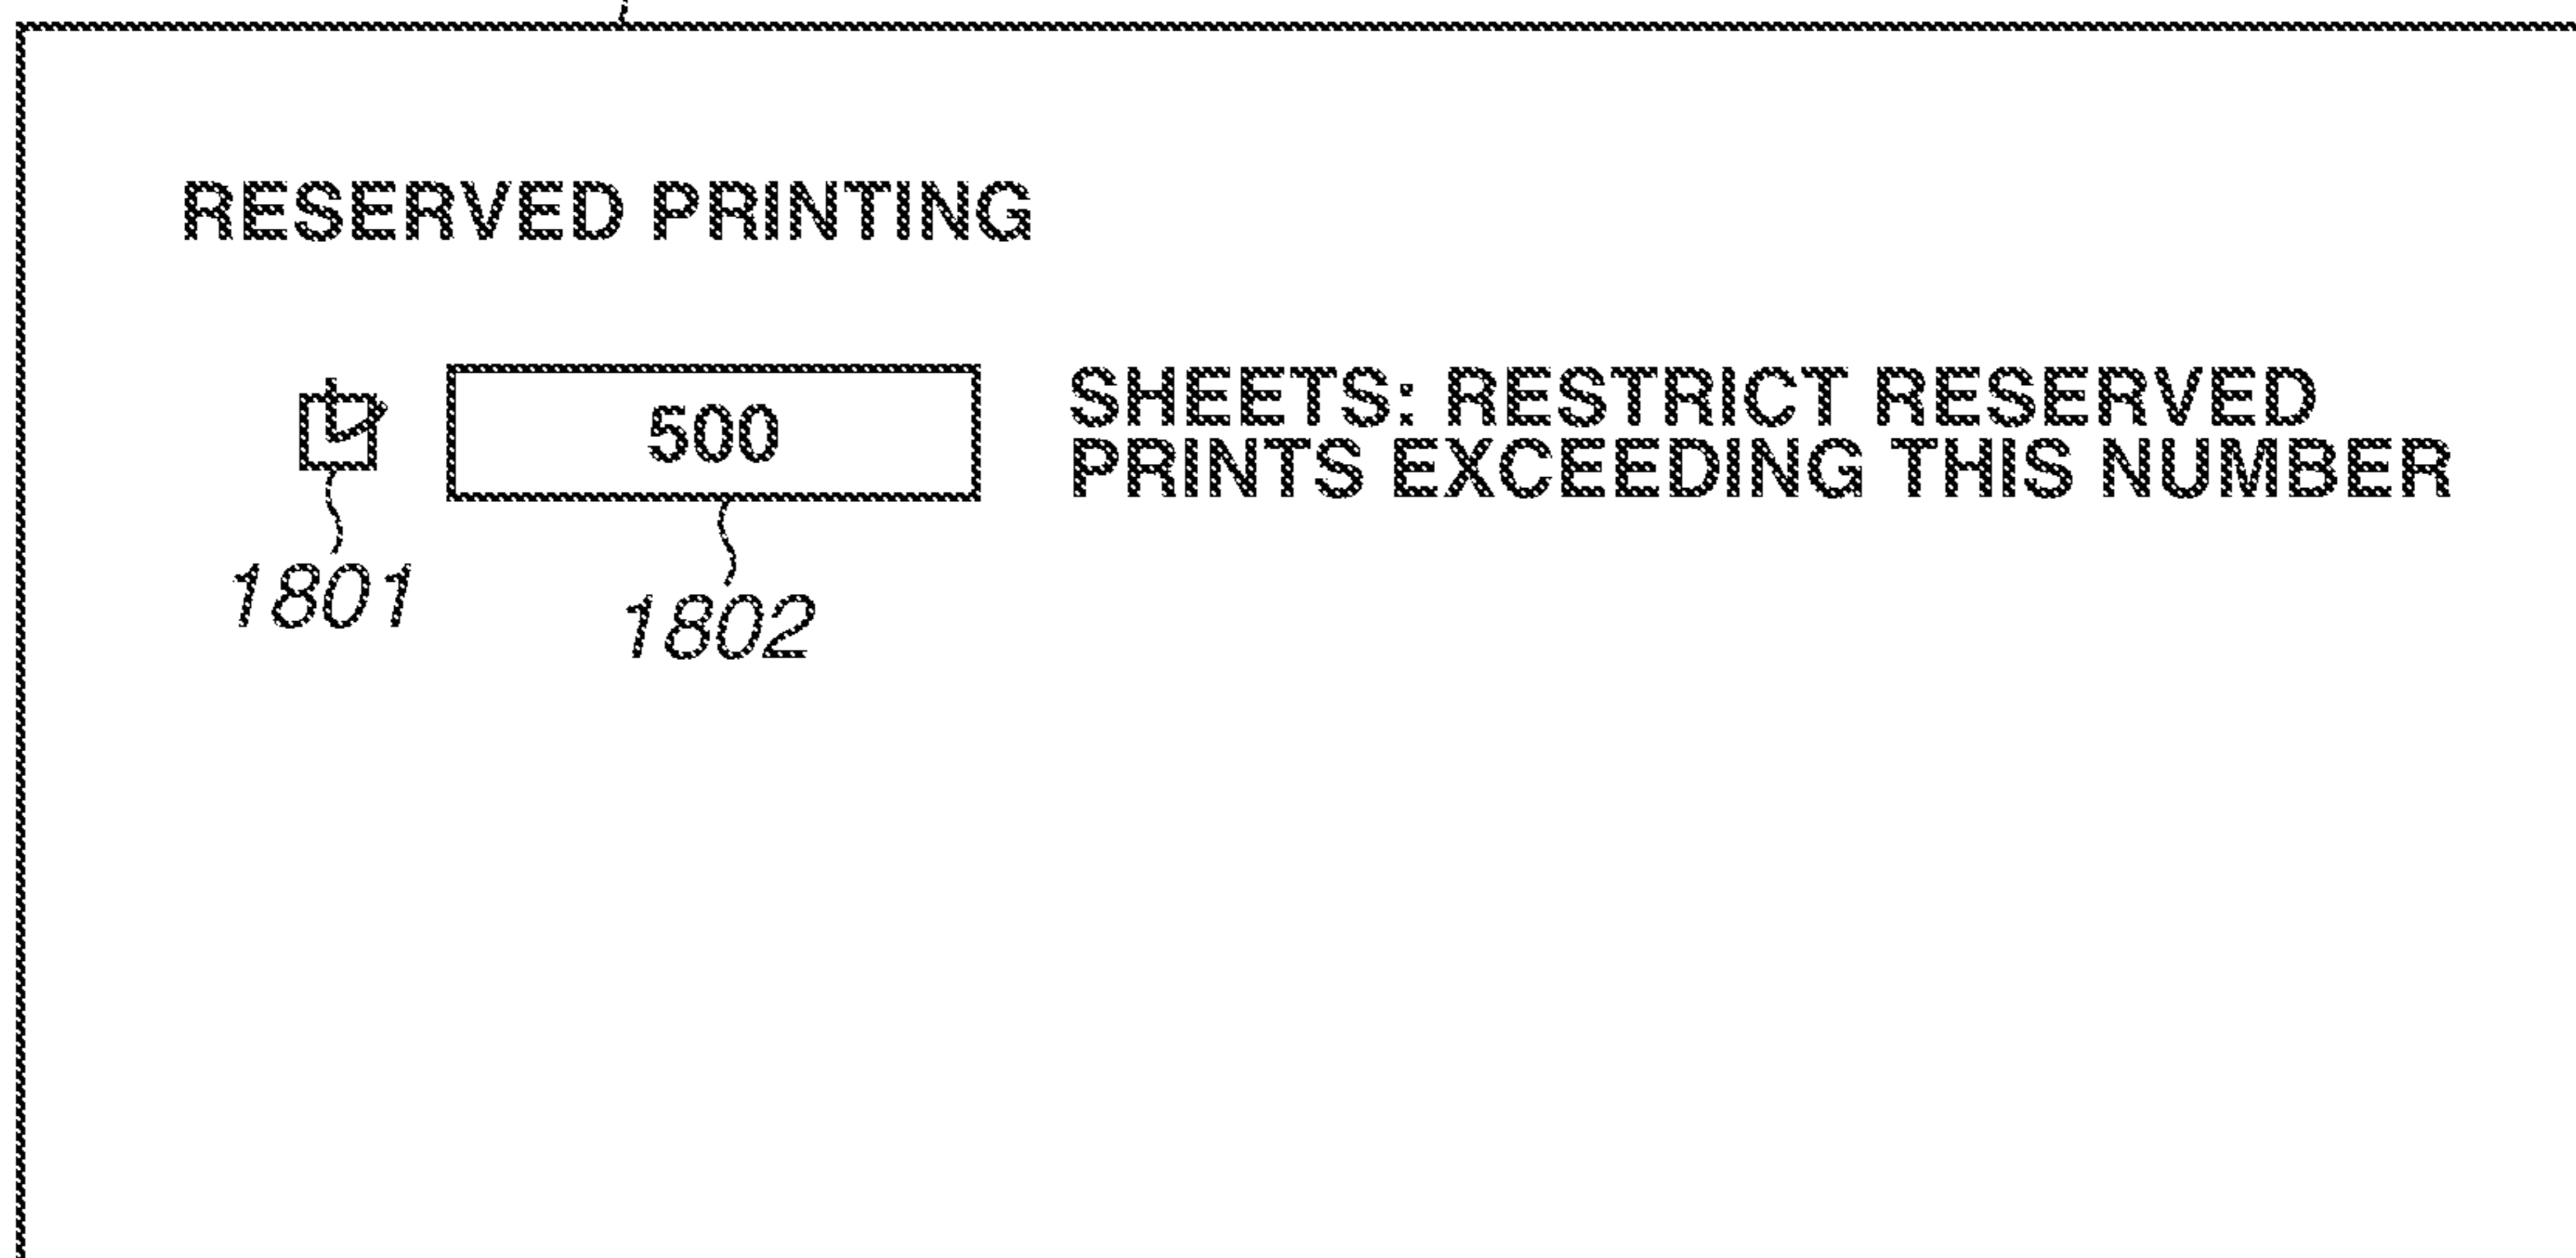 RESERVED PRINTING
500
SHEETS: RESTRICT RESERVED
PRINTS EXCEEDING THIS NUMBER
1801
1802